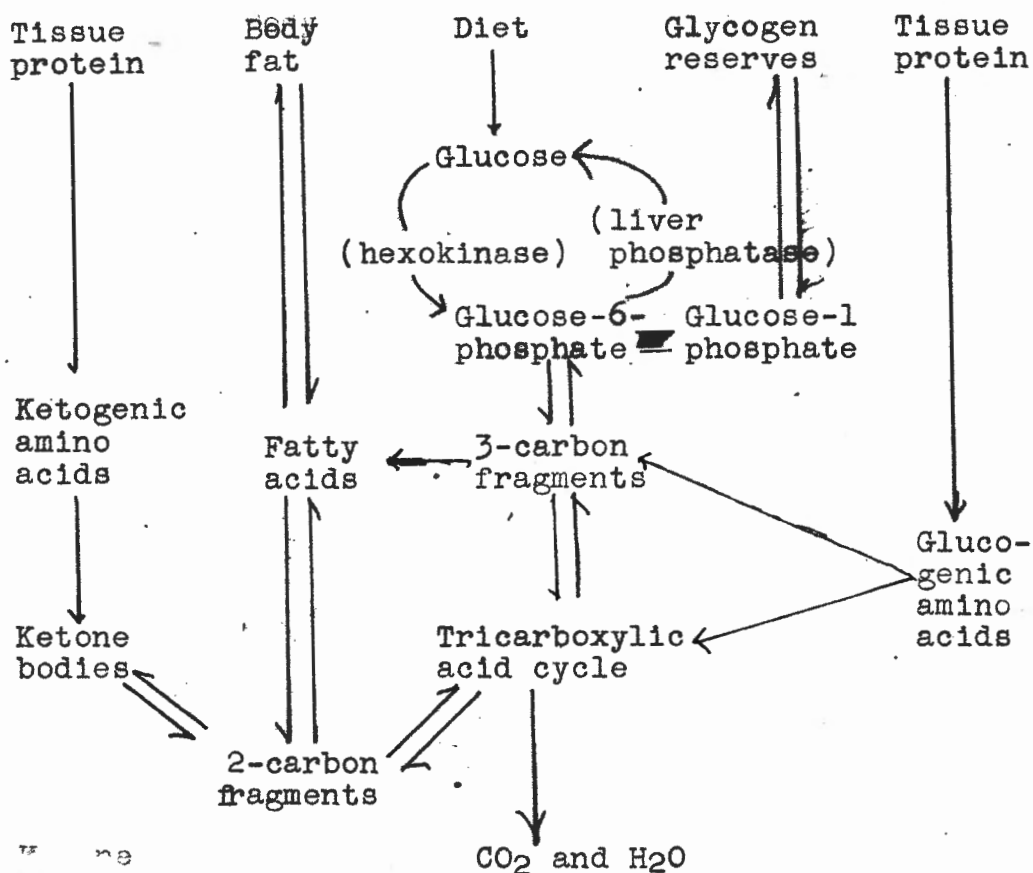 Tissue
protein
Body
fat
Diet
Glycogen
reserves
Tissue
protein
Glucose
(hexokinase)
(liver
phosphatase)
Glucose-6-
phosphate
Glucose-1
phosphate
Ketogenic
amino
acids
Fatty
acids
3-carbon
fragments
Gluco-
genic
amino
acids
Ketone
bodies
Tricarboxylic
acid cycle
2-carbon
fragments
CO2 and H2O